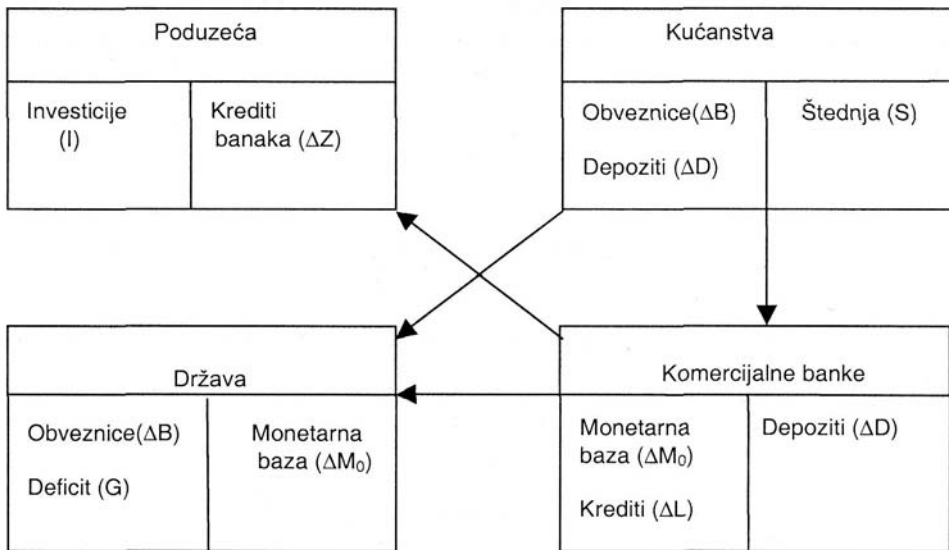 Poduzeća
Investicije
(I)
Krediti
banaka (ΔZ)
Kućanstva
Obveznice(ΔB)
Depoziti (ΔD)
Štednja (S)
Država
Obveznice(ΔB)
Deficit (G)
Monetarna
baza (ΔM₀)
Komercijalne banke
Monetarna
baza (ΔM₀)
Krediti (ΔL)
Depoziti (ΔD)